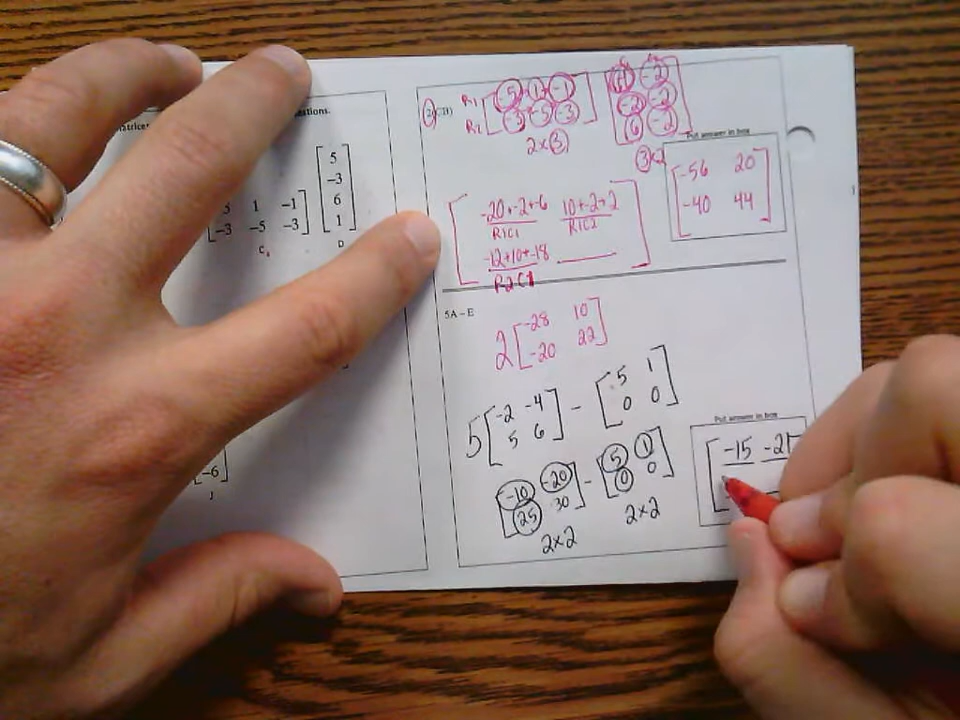 5
-3
3 1 -1 6
-3 -5 -3 1
C D
-6
J
R1 5 1 -1 -2
R2 -3 -5 -3 -2 -2
2×3 6 -2
Put answer in box
3×2
-56 20
-40 44
-20+-2+-6 10+-2+2
R1C1 R1C2
-12+10+-18
R2C1
5A – E
2 -28 10
-20 22
5 -2 -4 - 5 1
5 6 0 0
Put answer in box
-10 -20 - 5 1
25 30 0 0
2×2 2×2
-15 -21